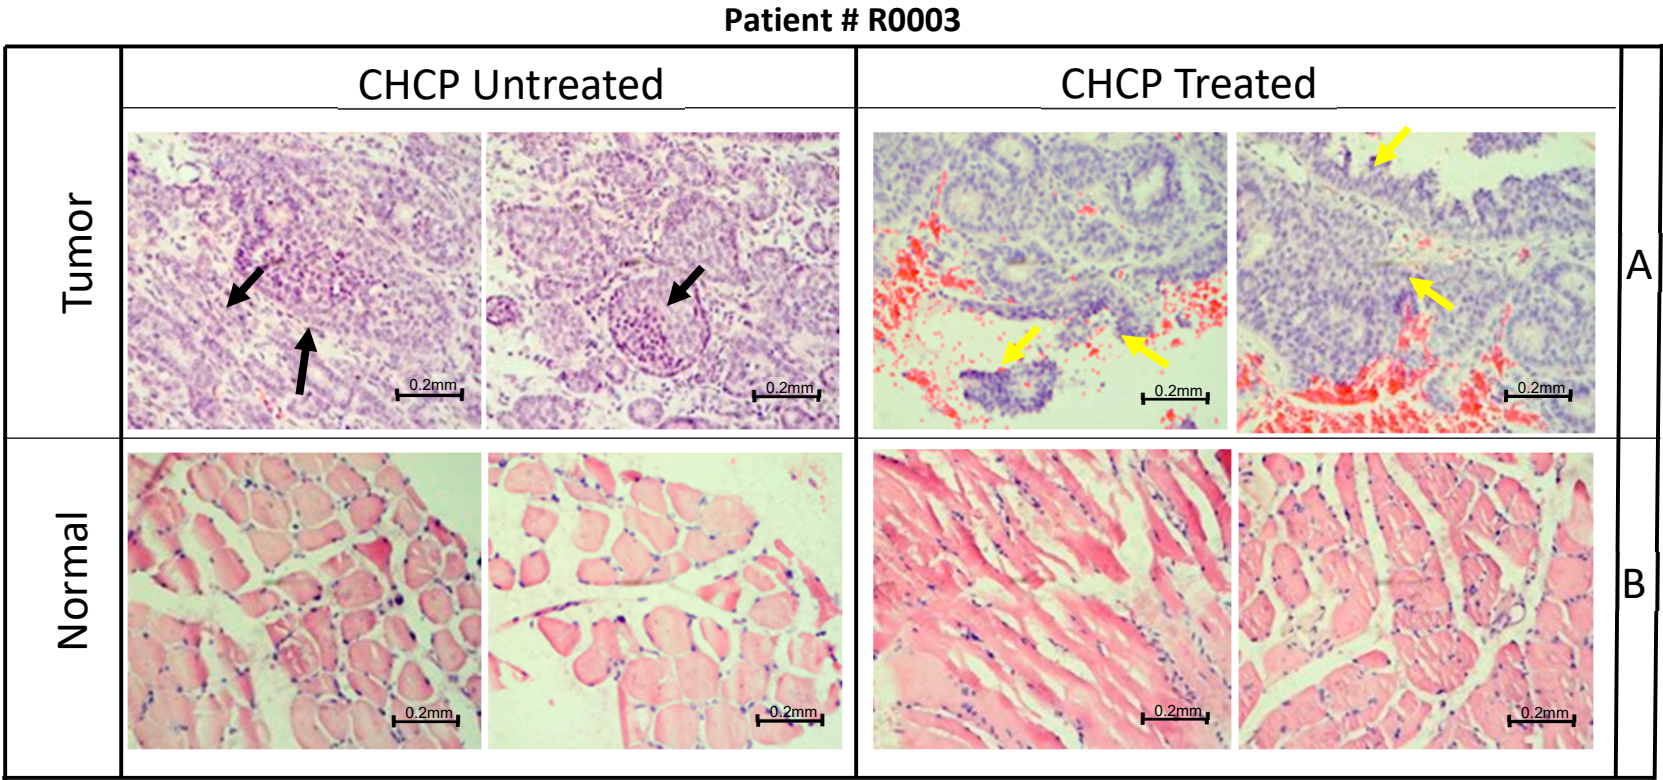 Patient # R0003
CHCP Untreated
CHCP Treated
Tumor
0.2mm
0.2mm
0.2mm
0.2mm
A
Normal
0.2mm
0.2mm
0.2mm
0.2mm
B